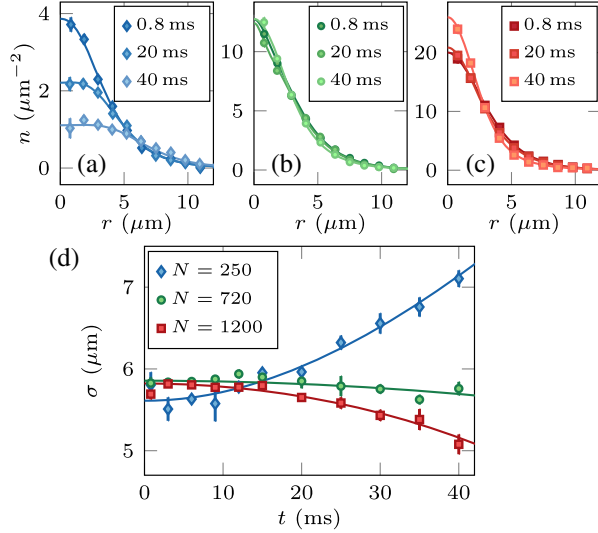 4
2
0
n (μm⁻²)
0.8 ms
20 ms
40 ms
(a)
0 5 10
r (μm)
10
5
0
0.8 ms
20 ms
40 ms
(b)
0 5 10
r (μm)
20
10
0
0.8 ms
20 ms
40 ms
(c)
0 5 10
r (μm)
(d)
N = 250
N = 720
N = 1200
7
6
5
σ (μm)
0 10 20 30 40
t (ms)